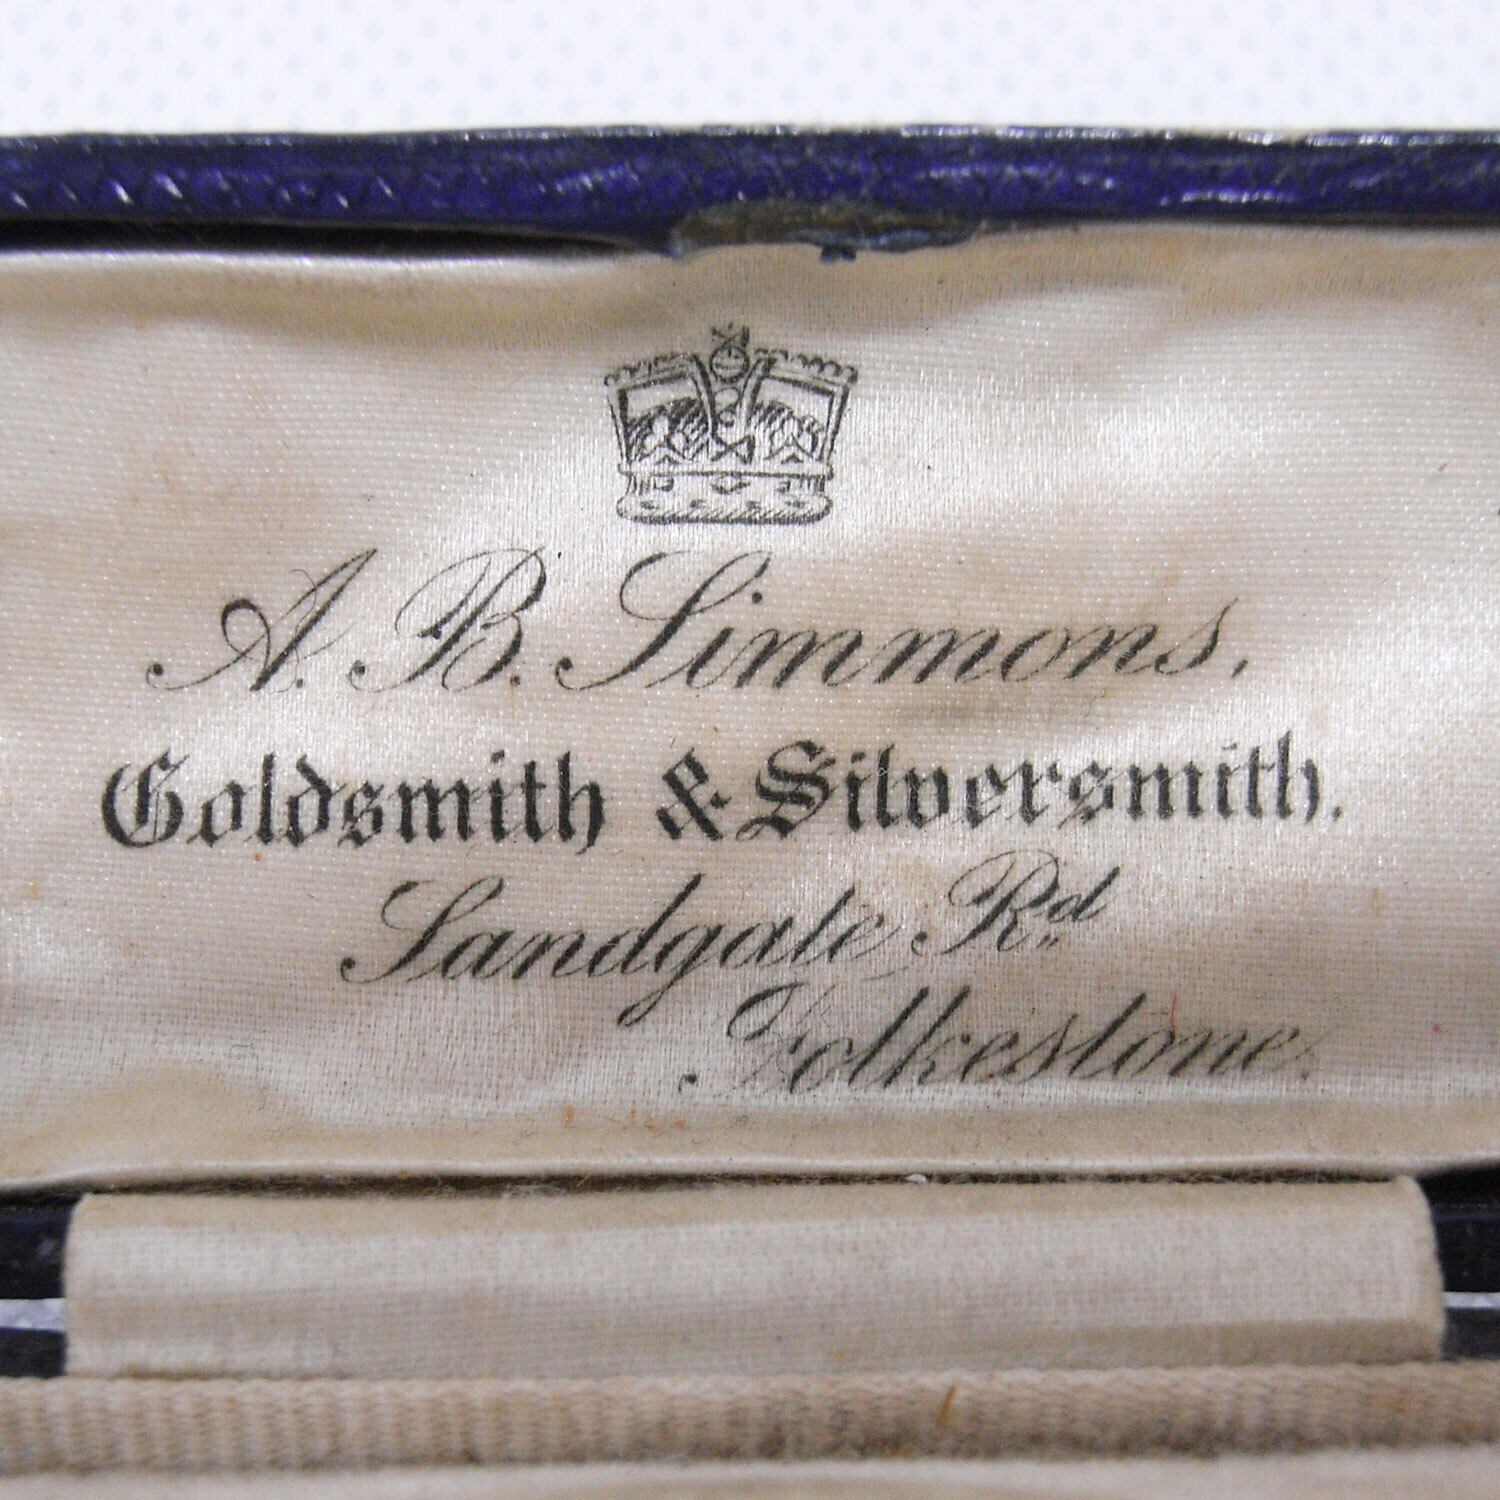 A. B. Simmons,
Goldsmith & Silversmith.
Sandgate Rd
Folkestone.